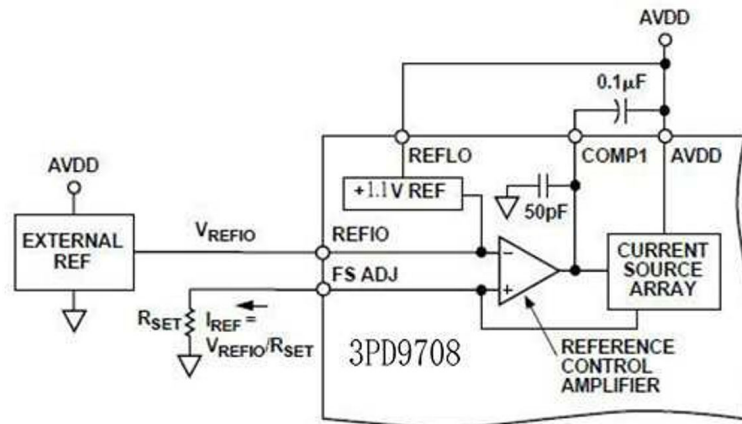 AVDD
0.1µF
REFLO
COMP1
AVDD
AVDD
+1.1V REF
50pF
EXTERNAL
REF
VREFIO
REFIO
FS ADJ
CURRENT
SOURCE
ARRAY
RSET
IREF =
VREFIO/RSET
3PD9708
REFERENCE
CONTROL
AMPLIFIER
−
+